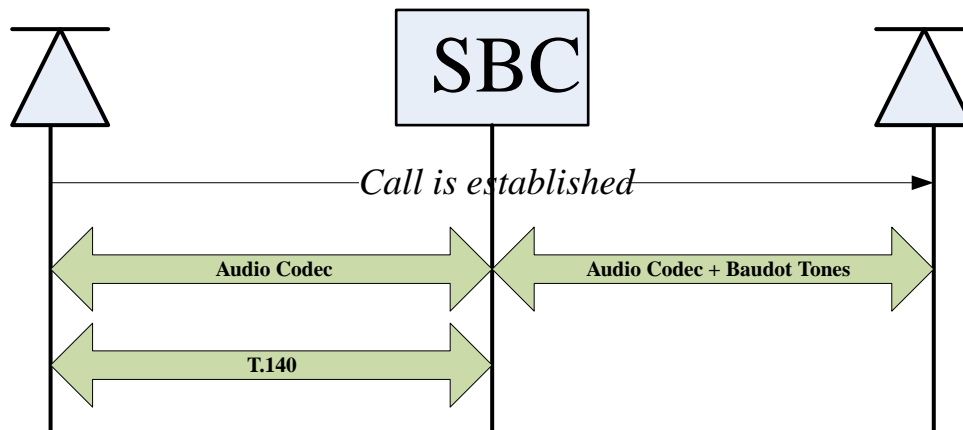 SBC
Call is established
Audio Codec
Audio Codec + Baudot Tones
T.140